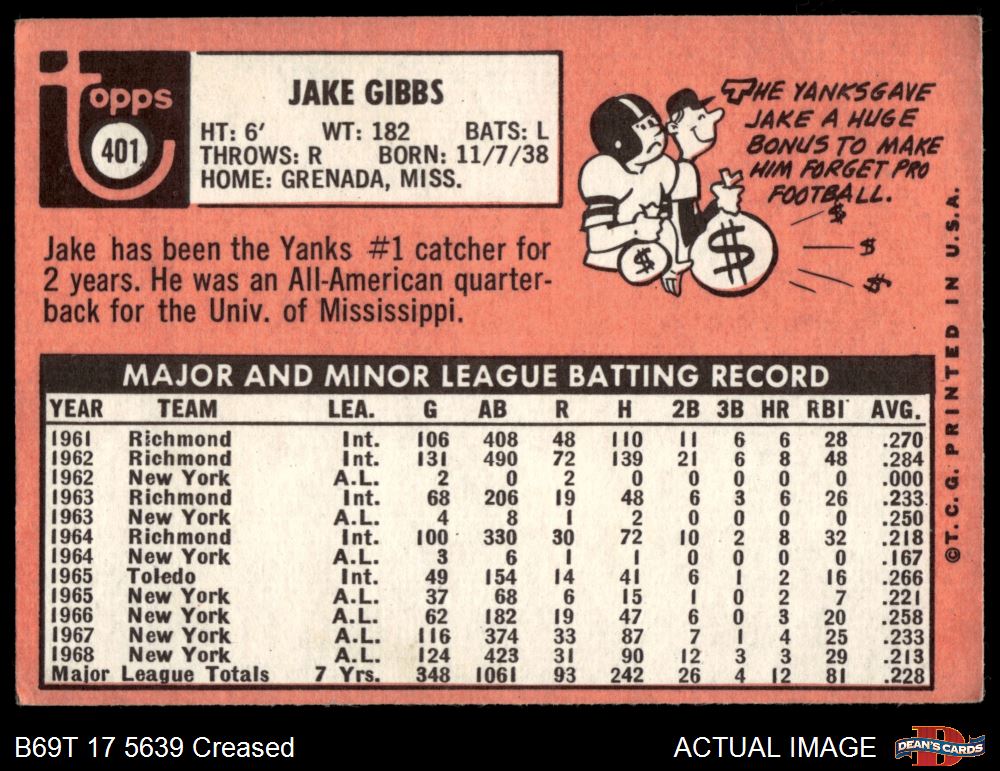 Topps
401
JAKE GIBBS
HT: 6' WT: 182 BATS: L
THROWS: R BORN: 11/7/38
HOME: GRENADA, MISS.
THE YANKS GAVE
JAKE A HUGE
BONUS TO MAKE
HIM FORGET PRO
FOOTBALL.
$
$
$
$
$
Jake has been the Yanks #1 catcher for
2 years. He was an All-American quarter-
back for the Univ. of Mississippi.
MAJOR AND MINOR LEAGUE BATTING RECORD
YEAR TEAM LEA. G AB R H 2B 3B HR RBI AVG.
1961 Richmond Int. 106 408 48 110 11 6 6 28 .270
1962 Richmond Int. 131 490 72 139 21 6 8 48 .284
1962 New York A.L. 2 0 2 0 0 0 0 0 .000
1963 Richmond Int. 68 206 19 48 6 3 6 26 .233
1963 New York A.L. 4 8 1 2 0 0 0 0 .250
1964 Richmond Int. 100 330 30 72 10 2 8 32 .218
1964 New York A.L. 3 6 1 1 0 0 0 0 .167
1965 Toledo Int. 49 154 14 41 6 1 2 16 .266
1965 New York A.L. 37 68 6 15 1 0 2 7 .221
1966 New York A.L. 62 182 19 47 6 0 3 20 .258
1967 New York A.L. 116 374 33 87 7 1 4 25 .233
1968 New York A.L. 124 423 31 90 12 3 3 29 .213
Major League Totals 7 Yrs. 348 1061 93 242 26 4 12 81 .228
©T.C.G. PRINTED IN U.S.A.
B69T 17 5639 Creased
ACTUAL IMAGE
D
DEAN'S CARDS